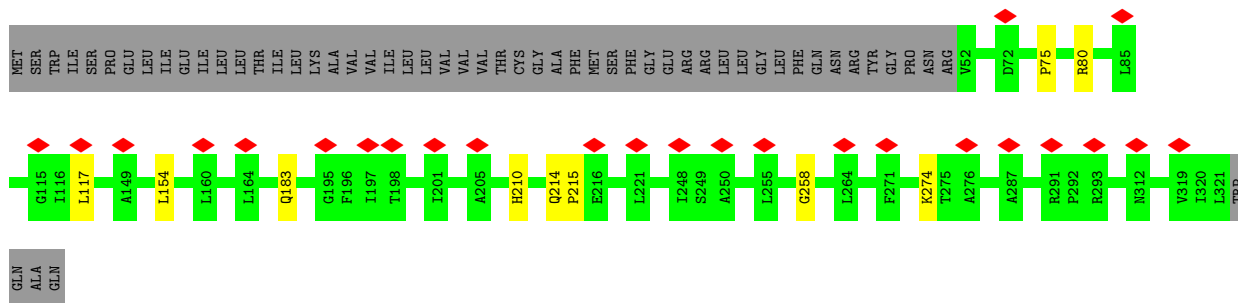 MET SER TRP ILE SER PRO GLU LEU ILE GLU ILE LEU LEU THR ILE LEU LYS ALA VAL VAL ILE LEU LEU VAL VAL VAL THR CYS GLY ALA PHE MET SER PHE GLY GLU ARG ARG LEU LEU GLY LEU PHE GLN ASN ARG TYR GLY PRO ASN ARG V52 D72 P75 R80 L85
G115 I116 L117 A149 L154 L160 L164 Q183 G195 F196 I197 T198 I201 A205 H210 Q214 P215 E216 L221 I248 S249 A250 L255 G258 L264 F271 K274 T275 A276 A287 R291 P292 R293 N312 V319 I320 L321 TRP
GLN ALA GLN